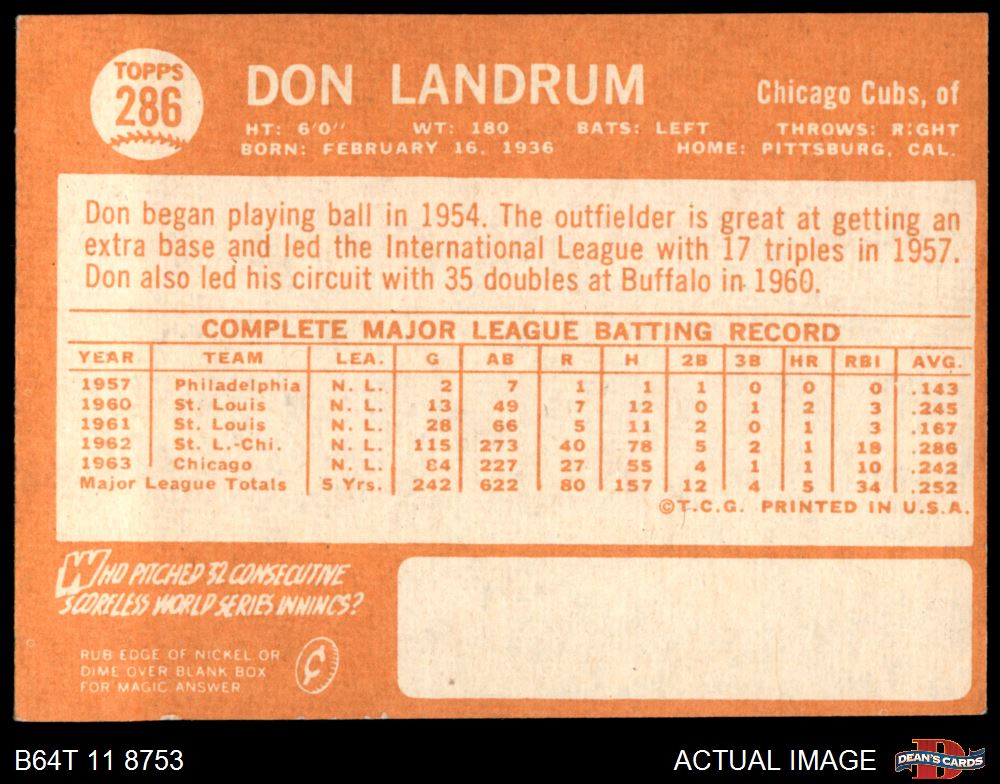 TOPPS
286
DON LANDRUM
Chicago Cubs, of
HT: 6'0" WT: 180 BATS: LEFT THROWS: RIGHT
BORN: FEBRUARY 16, 1936 HOME: PITTSBURG, CAL.
Don began playing ball in 1954. The outfielder is great at getting an
extra base and led the International League with 17 triples in 1957.
Don also led his circuit with 35 doubles at Buffalo in 1960.
COMPLETE MAJOR LEAGUE BATTING RECORD
YEAR TEAM LEA. G AB R H 2B 3B HR RBI AVG.
1957 Philadelphia N. L. 2 7 1 1 1 0 0 0 .143
1960 St. Louis N. L. 13 49 7 12 0 1 2 3 .245
1961 St. Louis N. L. 28 66 5 11 2 0 1 3 .167
1962 St. L.-Chi. N. L. 115 273 40 78 5 2 1 18 .286
1963 Chicago N. L. 84 227 27 55 4 1 1 10 .242
Major League Totals 5 Yrs. 242 622 80 157 12 4 5 34 .252
©T.C.G. PRINTED IN U.S.A.
WHO PITCHED 32 CONSECUTIVE
SCORELESS WORLD SERIES INNINGS?
RUB EDGE OF NICKEL OR
DIME OVER BLANK BOX
FOR MAGIC ANSWER
B64T 11 8753
ACTUAL IMAGE
DEAN'S CARDS